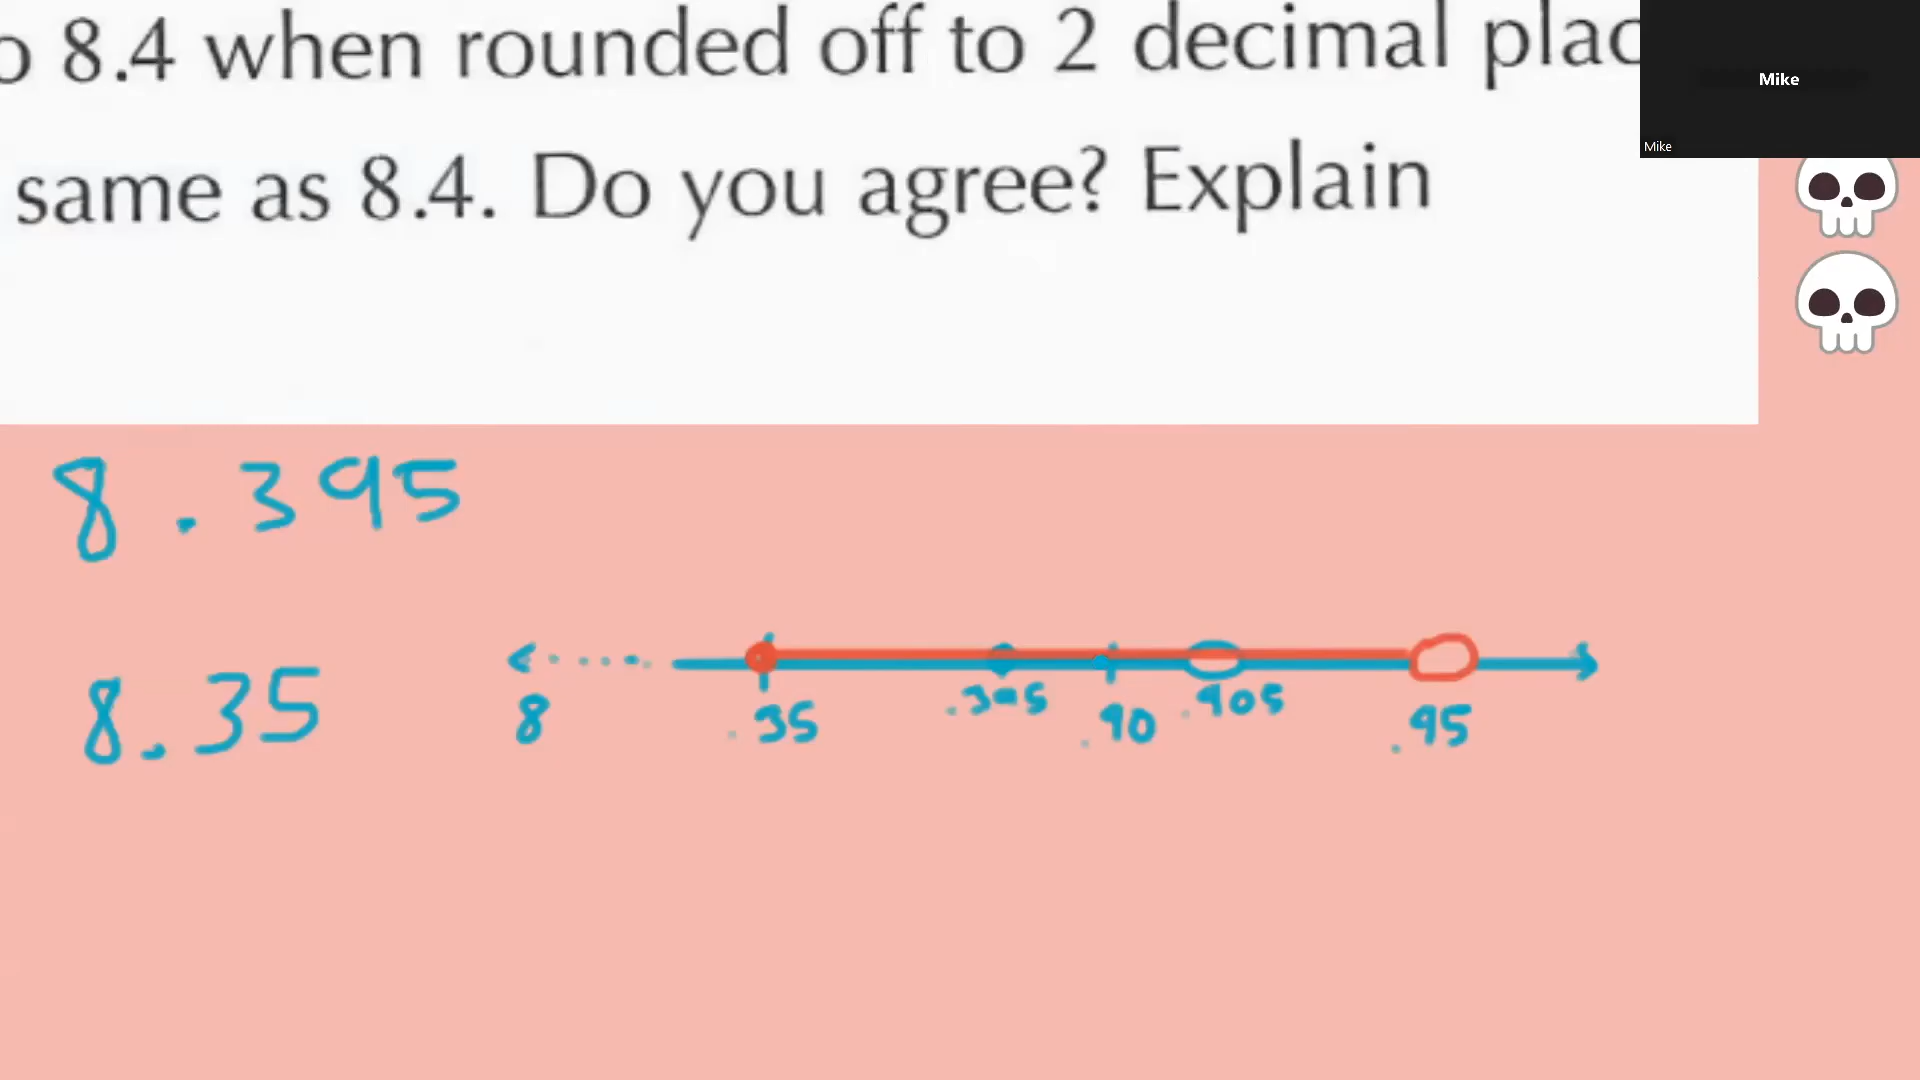 o 8.4 when rounded off to 2 decimal plac
Mike
Mike
same as 8.4. Do you agree? Explain
8.395
8.35
8 .35 .395 .40 .405 .45